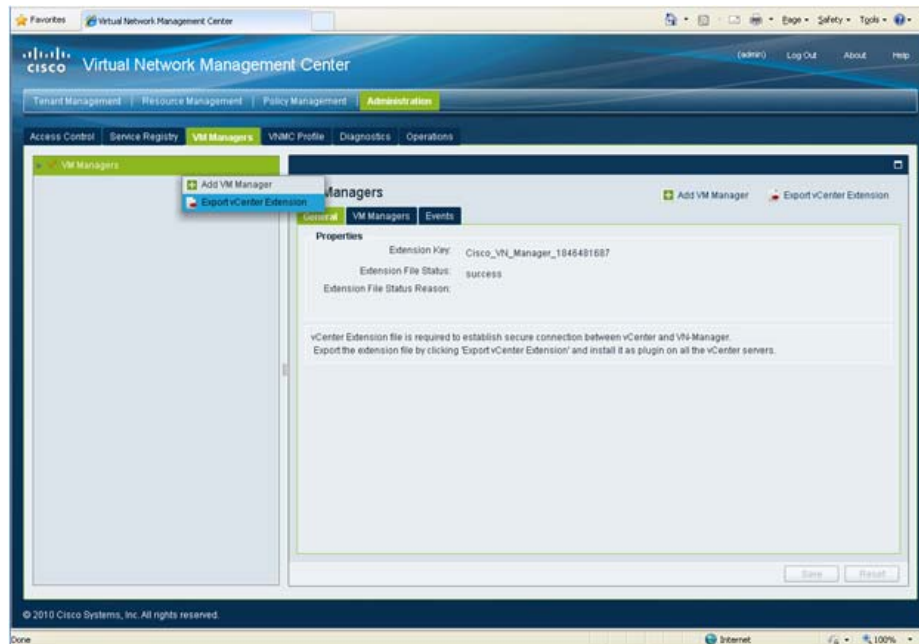 Favorites Virtual Network Management Center Page Safety Tools
CISCO Virtual Network Management Center (admin) Log Out About Help
Tenant Management | Resource Management | Policy Management | Administration
Access Control Service Registry VM Managers VNMC Profile Diagnostics Operations
VM Managers
Add VM Manager
Export vCenter Extension
Managers Add VM Manager Export vCenter Extension
General VM Managers Events
Properties
Extension Key: Cisco_VN_Manager_1846481687
Extension File Status: success
Extension File Status Reason:
vCenter Extension file is required to establish secure connection between vCenter and VN-Manager.
Export the extension file by clicking 'Export vCenter Extension' and install it as plugin on all the vCenter servers.
Save Reset
© 2010 Cisco Systems, Inc. All rights reserved.
Done Internet 100%